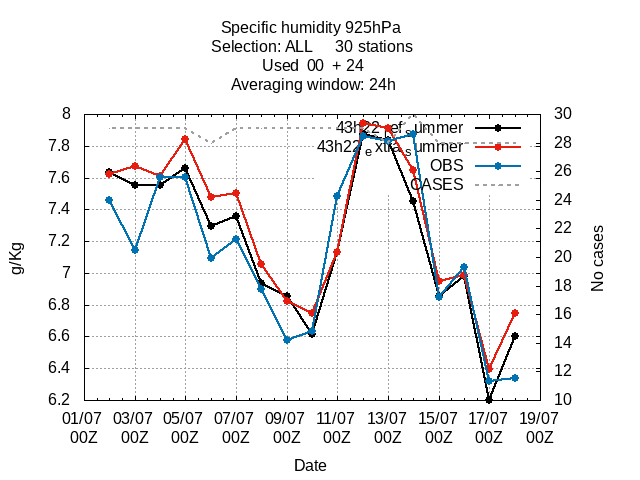 Specific humidity 925hPa
Selection: ALL 30 stations
Used 00 + 24
Averaging window: 24h
8
7.8
7.6
7.4
7.2
7
6.8
6.6
6.4
6.2
30
28
26
24
22
20
18
16
14
12
10
g/Kg
No cases
43h22_ref_summer
43h22_extra_summer
OBS
CASES
01/07 03/07 05/07 07/07 09/07 11/07 13/07 15/07 17/07 19/07
00Z 00Z 00Z 00Z 00Z 00Z 00Z 00Z 00Z 00Z
Date